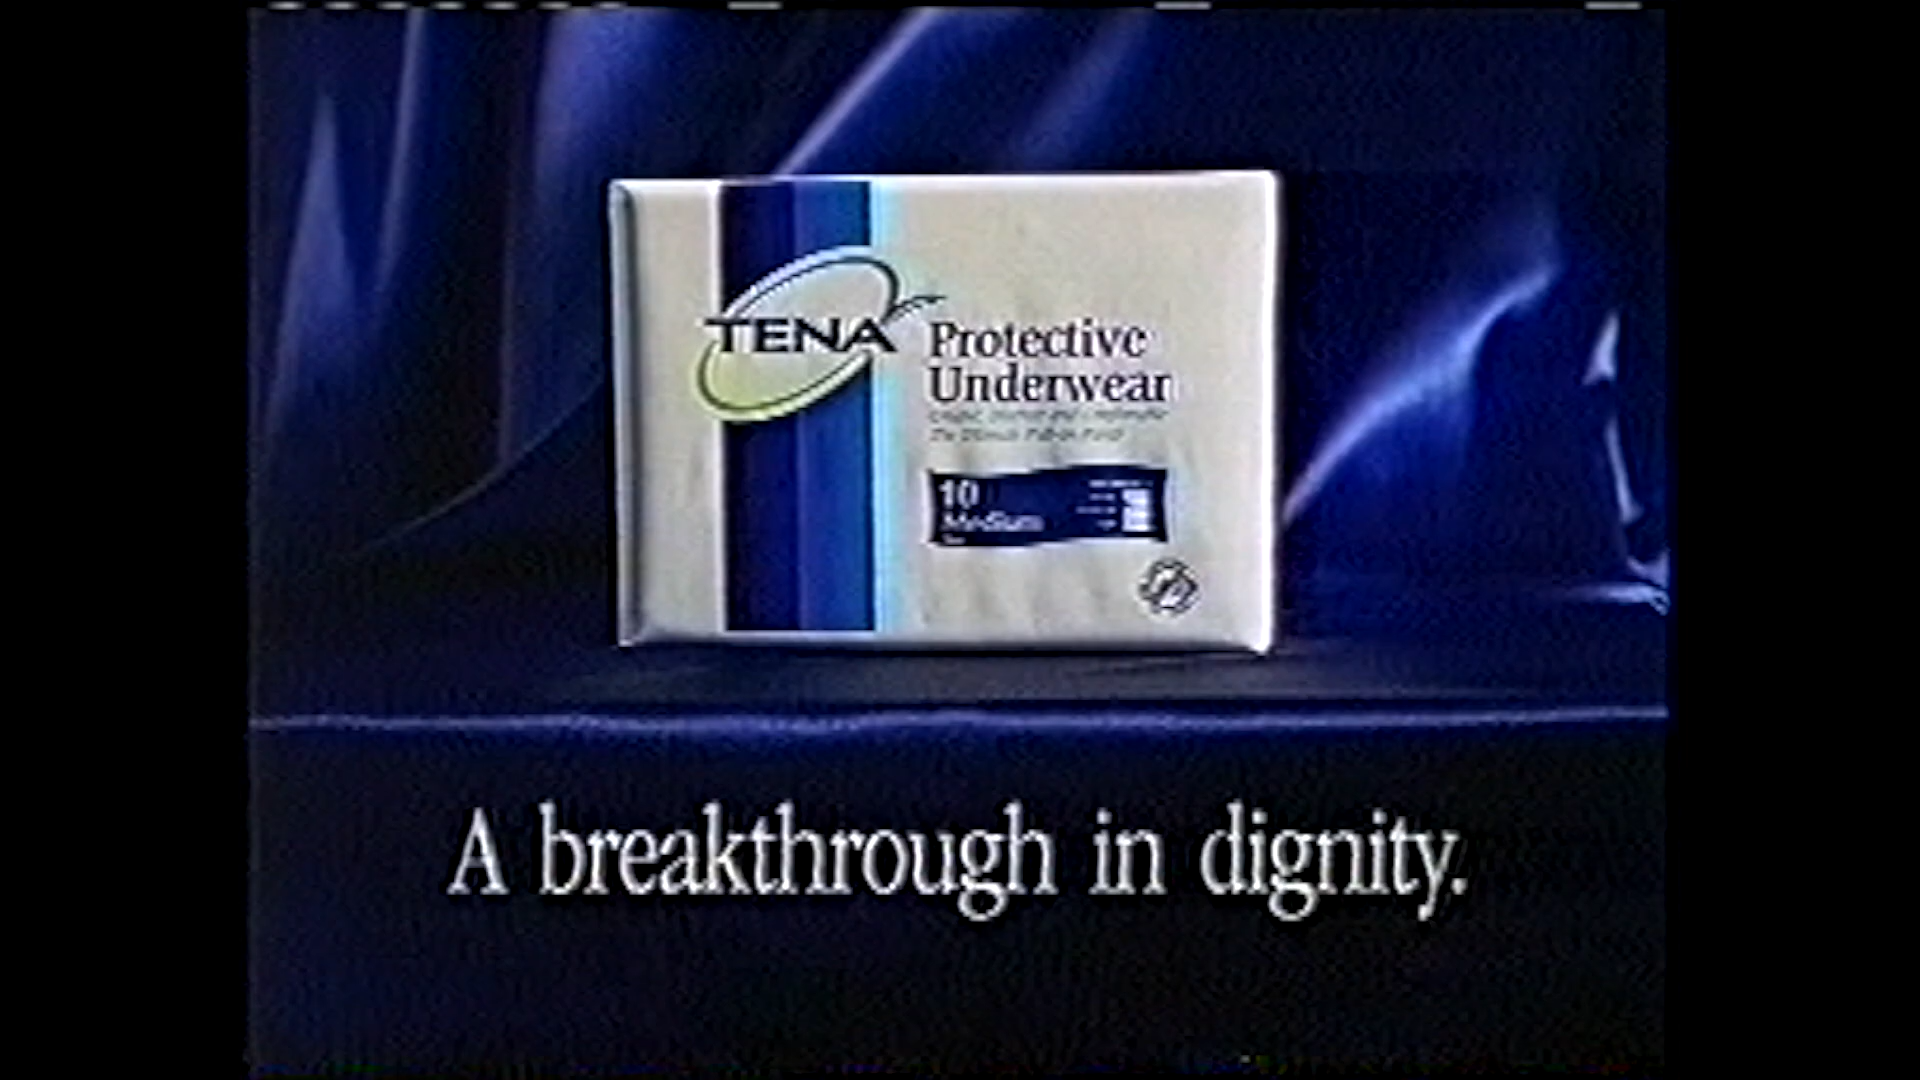 TENA
Protective
Underwear
10
Medium
A breakthrough in dignity.